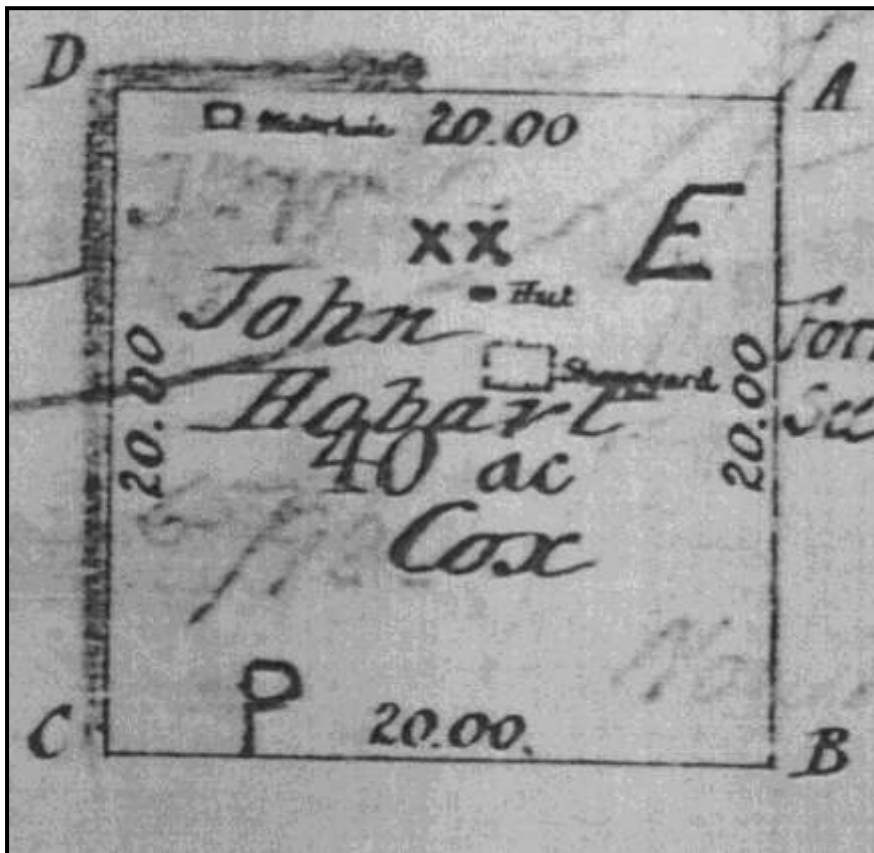 D
A
Waterhole 20.00
E
XX
Hut
John
20.00
20.00
Sheepyard
Hobart
40 ac
Cox
P
20.00.
C
B